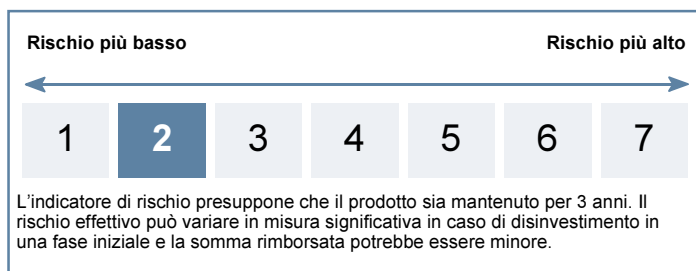 Rischio più basso Rischio più alto
1 2 3 4 5 6 7
L'indicatore di rischio presuppone che il prodotto sia mantenuto per 3 anni. Il
rischio effettivo può variare in misura significativa in caso di disinvestimento in
una fase iniziale e la somma rimborsata potrebbe essere minore.